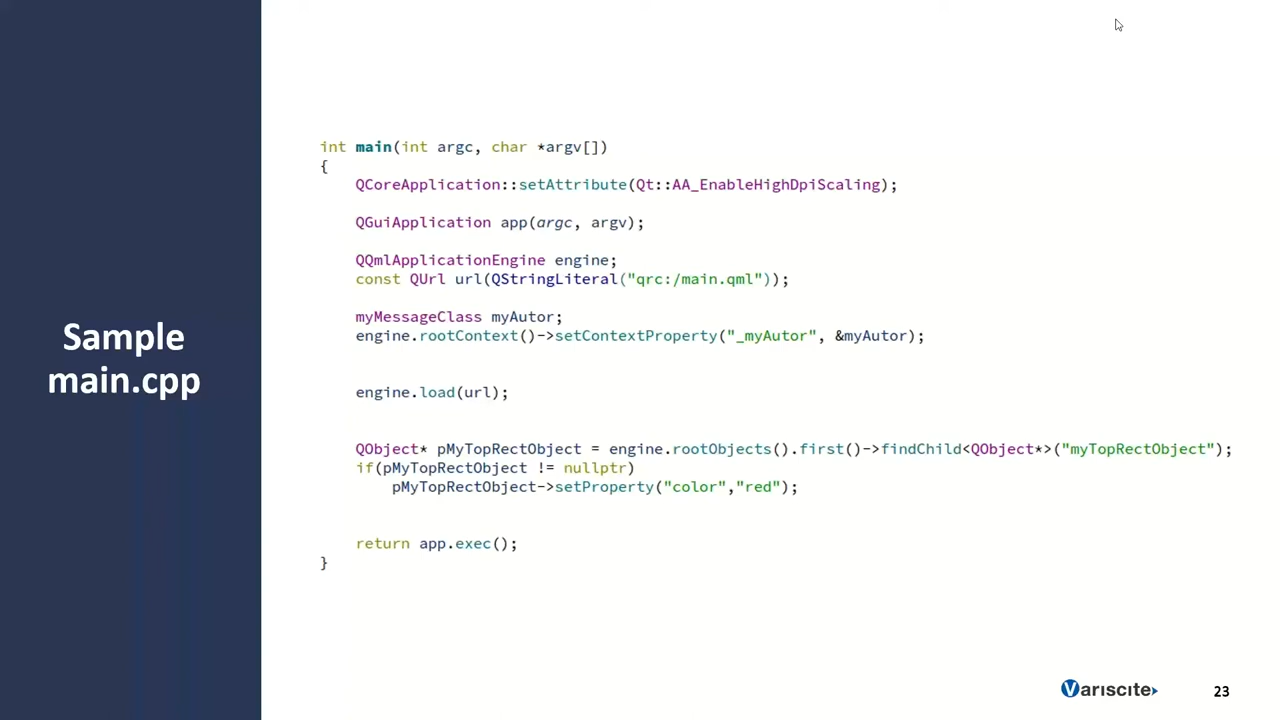 Sample
main.cpp
int main(int argc, char *argv[])
{
QCoreApplication::setAttribute(Qt::AA_EnableHighDpiScaling);
QGuiApplication app(argc, argv);
QQmlApplicationEngine engine;
const QUrl url(QStringLiteral("qrc:/main.qml"));
myMessageClass myAutor;
engine.rootContext()->setContextProperty("_myAutor", &myAutor);
engine.load(url);
QObject* pMyTopRectObject = engine.rootObjects().first()->findChild<QObject*>("myTopRectObject");
if(pMyTopRectObject != nullptr)
pMyTopRectObject->setProperty("color","red");
return app.exec();
}
Variscite
23